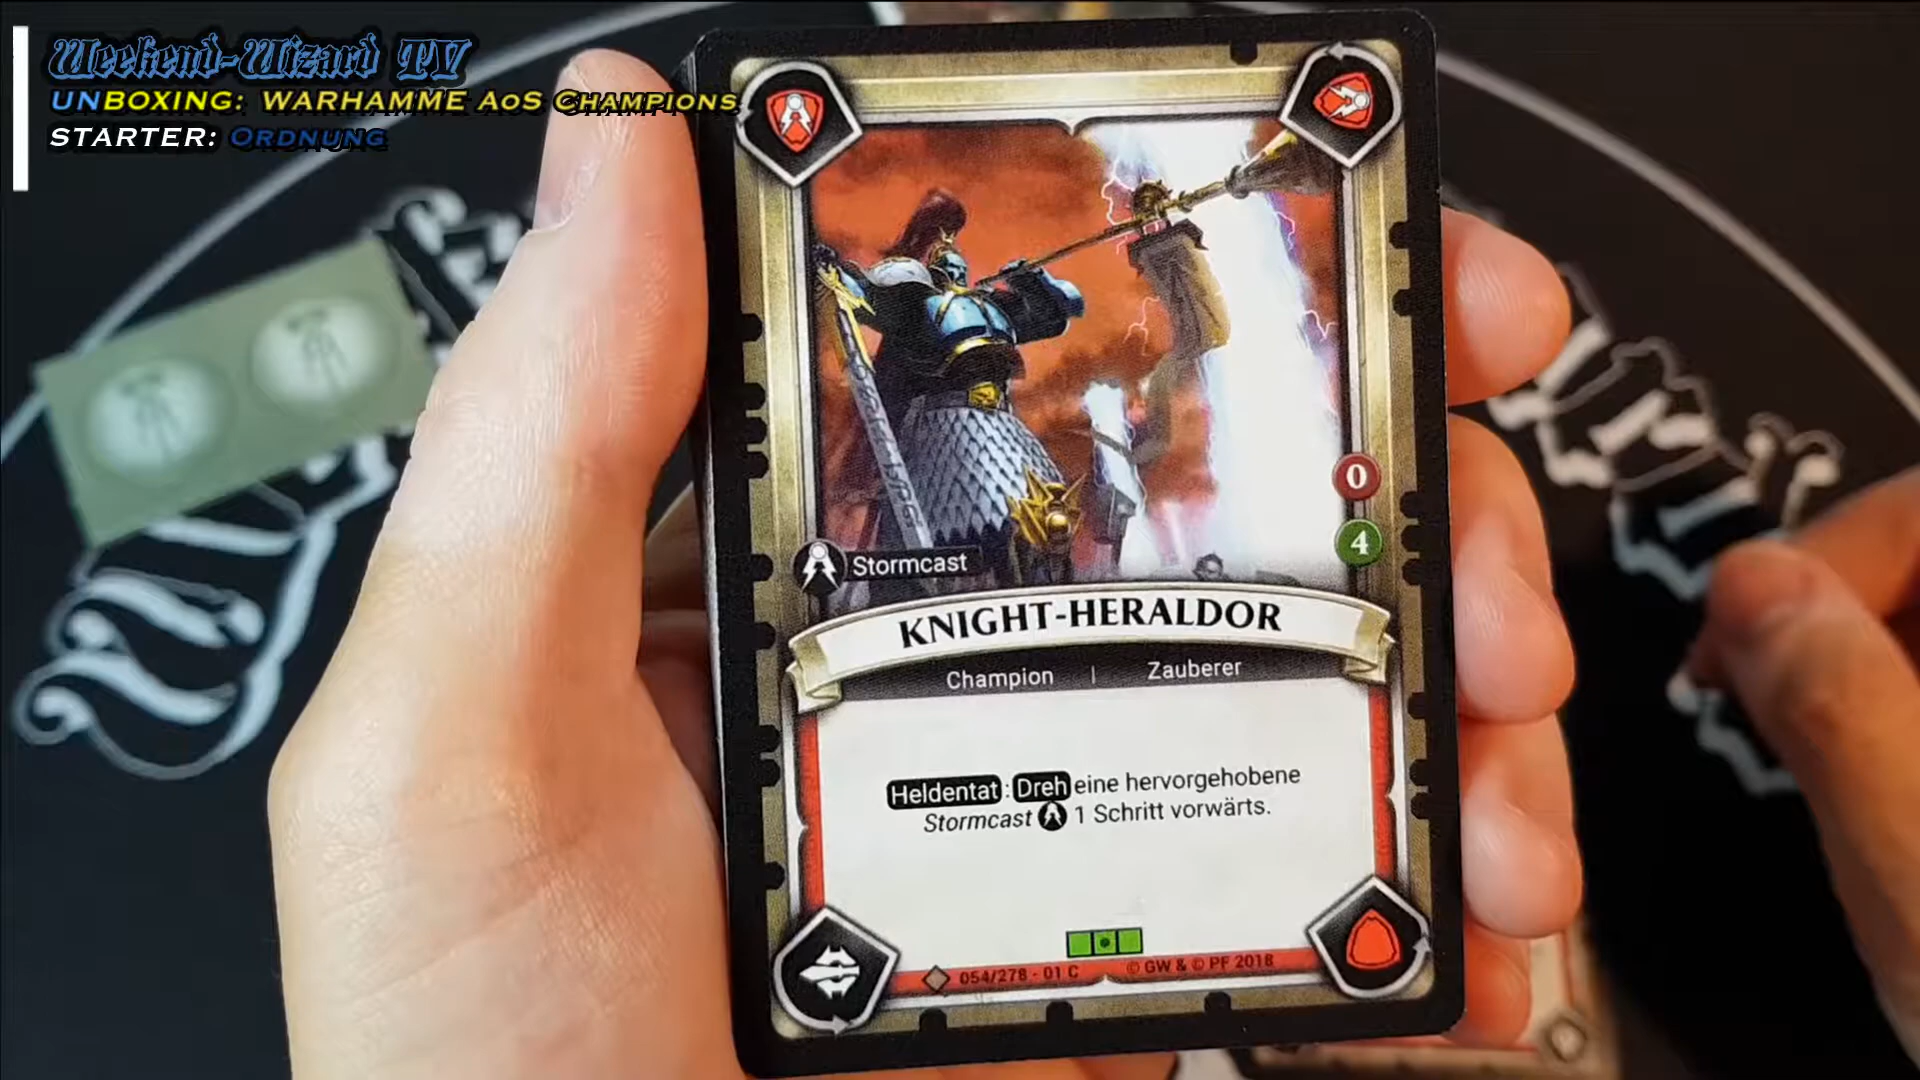 Weekend-Wizard TV
UNBOXING: WARHAMME AoS Champions
STARTER: Ordnung
0
4
Stormcast
KNIGHT-HERALDOR
Champion | Zauberer
Heldentat : Dreh eine hervorgehobene
Stormcast 1 Schritt vorwärts.
054/278 - 01 C © GW & © PF 2018